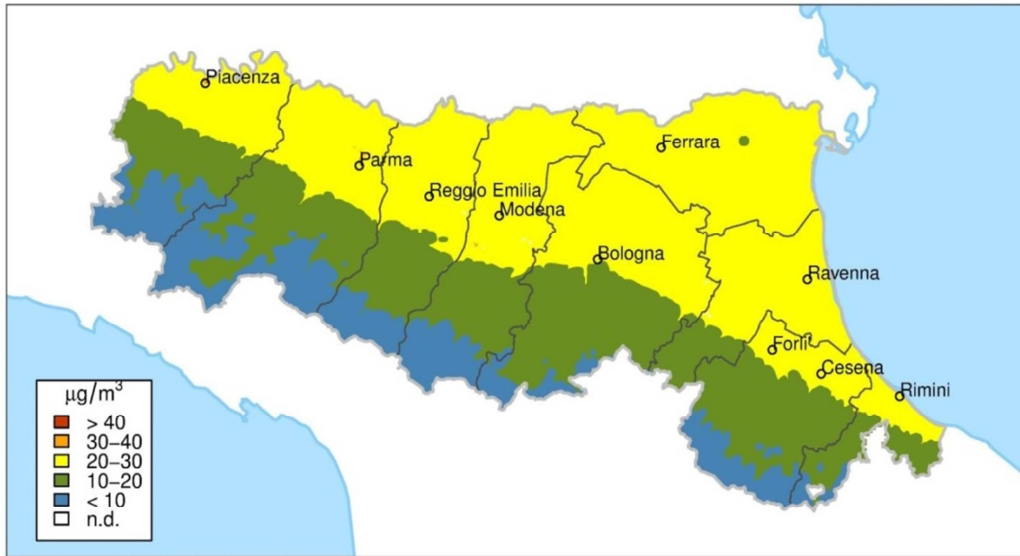 Piacenza
Parma
Ferrara
Reggio Emilia
Modena
Bologna
Ravenna
Forlì
Cesena
Rimini
μg/m³
> 40
30–40
20–30
10–20
< 10
n.d.